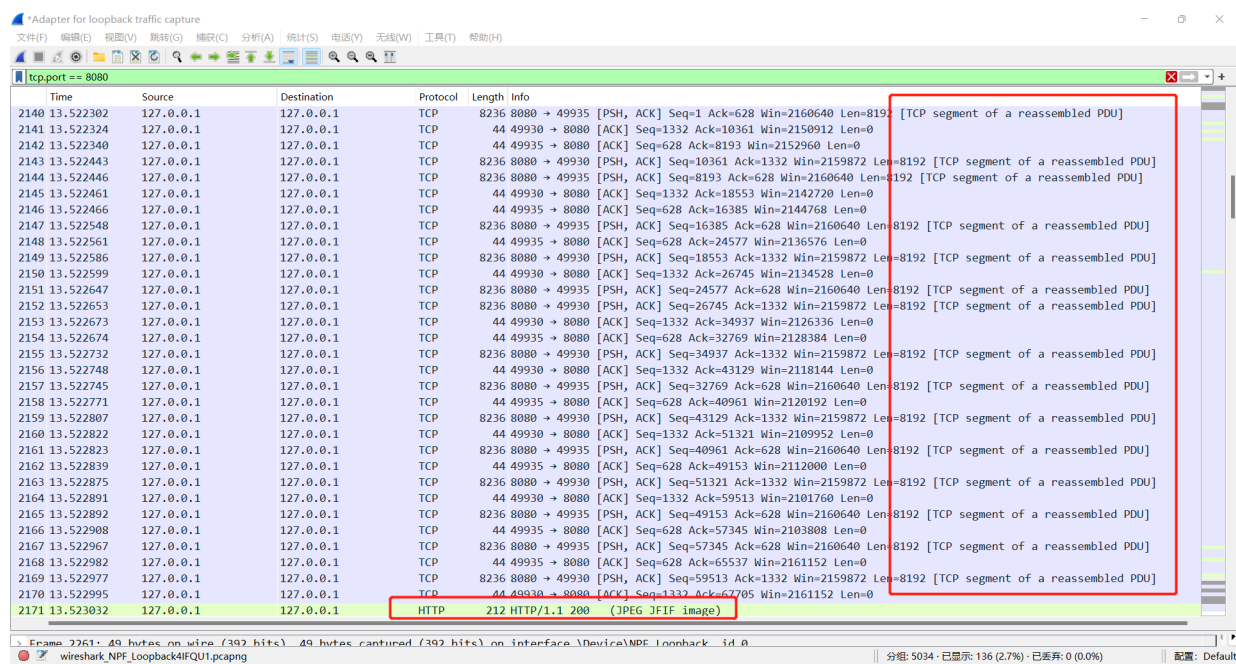 *Adapter for loopback traffic capture
文件(F) 编辑(E) 视图(V) 跳转(G) 捕获(C) 分析(A) 统计(S) 电话(Y) 无线(W) 工具(T) 帮助(H)
tcp.port == 8080
Time Source Destination Protocol Length Info
2140 13.522302 127.0.0.1 127.0.0.1 TCP 8236 8080 → 49935 [PSH, ACK] Seq=1 Ack=628 Win=2160640 Len=8192 [TCP segment of a reassembled PDU]
2141 13.522324 127.0.0.1 127.0.0.1 TCP 44 49930 → 8080 [ACK] Seq=1332 Ack=10361 Win=2150912 Len=0
2142 13.522340 127.0.0.1 127.0.0.1 TCP 44 49935 → 8080 [ACK] Seq=628 Ack=8193 Win=2152960 Len=0
2143 13.522443 127.0.0.1 127.0.0.1 TCP 8236 8080 → 49930 [PSH, ACK] Seq=10361 Ack=1332 Win=2159872 Len=8192 [TCP segment of a reassembled PDU]
2144 13.522446 127.0.0.1 127.0.0.1 TCP 8236 8080 → 49935 [PSH, ACK] Seq=8193 Ack=628 Win=2160640 Len=8192 [TCP segment of a reassembled PDU]
2145 13.522461 127.0.0.1 127.0.0.1 TCP 44 49930 → 8080 [ACK] Seq=1332 Ack=18553 Win=2142720 Len=0
2146 13.522466 127.0.0.1 127.0.0.1 TCP 44 49935 → 8080 [ACK] Seq=628 Ack=16385 Win=2144768 Len=0
2147 13.522548 127.0.0.1 127.0.0.1 TCP 8236 8080 → 49935 [PSH, ACK] Seq=16385 Ack=628 Win=2160640 Len=8192 [TCP segment of a reassembled PDU]
2148 13.522561 127.0.0.1 127.0.0.1 TCP 44 49935 → 8080 [ACK] Seq=628 Ack=24577 Win=2136576 Len=0
2149 13.522586 127.0.0.1 127.0.0.1 TCP 8236 8080 → 49930 [PSH, ACK] Seq=18553 Ack=1332 Win=2159872 Len=8192 [TCP segment of a reassembled PDU]
2150 13.522599 127.0.0.1 127.0.0.1 TCP 44 49930 → 8080 [ACK] Seq=1332 Ack=26745 Win=2134528 Len=0
2151 13.522647 127.0.0.1 127.0.0.1 TCP 8236 8080 → 49935 [PSH, ACK] Seq=24577 Ack=628 Win=2160640 Len=8192 [TCP segment of a reassembled PDU]
2152 13.522653 127.0.0.1 127.0.0.1 TCP 8236 8080 → 49930 [PSH, ACK] Seq=26745 Ack=1332 Win=2159872 Len=8192 [TCP segment of a reassembled PDU]
2153 13.522673 127.0.0.1 127.0.0.1 TCP 44 49930 → 8080 [ACK] Seq=1332 Ack=34937 Win=2126336 Len=0
2154 13.522674 127.0.0.1 127.0.0.1 TCP 44 49935 → 8080 [ACK] Seq=628 Ack=32769 Win=2128384 Len=0
2155 13.522732 127.0.0.1 127.0.0.1 TCP 8236 8080 → 49930 [PSH, ACK] Seq=34937 Ack=1332 Win=2159872 Len=8192 [TCP segment of a reassembled PDU]
2156 13.522748 127.0.0.1 127.0.0.1 TCP 44 49930 → 8080 [ACK] Seq=1332 Ack=43129 Win=2118144 Len=0
2157 13.522745 127.0.0.1 127.0.0.1 TCP 8236 8080 → 49935 [PSH, ACK] Seq=32769 Ack=628 Win=2160640 Len=8192 [TCP segment of a reassembled PDU]
2158 13.522771 127.0.0.1 127.0.0.1 TCP 44 49935 → 8080 [ACK] Seq=628 Ack=40961 Win=2120192 Len=0
2159 13.522807 127.0.0.1 127.0.0.1 TCP 8236 8080 → 49930 [PSH, ACK] Seq=43129 Ack=1332 Win=2159872 Len=8192 [TCP segment of a reassembled PDU]
2160 13.522822 127.0.0.1 127.0.0.1 TCP 44 49930 → 8080 [ACK] Seq=1332 Ack=51321 Win=2109952 Len=0
2161 13.522823 127.0.0.1 127.0.0.1 TCP 8236 8080 → 49935 [PSH, ACK] Seq=40961 Ack=628 Win=2160640 Len=8192 [TCP segment of a reassembled PDU]
2162 13.522839 127.0.0.1 127.0.0.1 TCP 44 49935 → 8080 [ACK] Seq=628 Ack=49153 Win=2112000 Len=0
2163 13.522875 127.0.0.1 127.0.0.1 TCP 8236 8080 → 49930 [PSH, ACK] Seq=51321 Ack=1332 Win=2159872 Len=8192 [TCP segment of a reassembled PDU]
2164 13.522891 127.0.0.1 127.0.0.1 TCP 44 49930 → 8080 [ACK] Seq=1332 Ack=59513 Win=2101760 Len=0
2165 13.522892 127.0.0.1 127.0.0.1 TCP 8236 8080 → 49935 [PSH, ACK] Seq=49153 Ack=628 Win=2160640 Len=8192 [TCP segment of a reassembled PDU]
2166 13.522908 127.0.0.1 127.0.0.1 TCP 44 49935 → 8080 [ACK] Seq=628 Ack=57345 Win=2103808 Len=0
2167 13.522967 127.0.0.1 127.0.0.1 TCP 8236 8080 → 49935 [PSH, ACK] Seq=57345 Ack=628 Win=2160640 Len=8192 [TCP segment of a reassembled PDU]
2168 13.522982 127.0.0.1 127.0.0.1 TCP 44 49935 → 8080 [ACK] Seq=628 Ack=65537 Win=2161152 Len=0
2169 13.522977 127.0.0.1 127.0.0.1 TCP 8236 8080 → 49930 [PSH, ACK] Seq=59513 Ack=1332 Win=2159872 Len=8192 [TCP segment of a reassembled PDU]
2170 13.522995 127.0.0.1 127.0.0.1 TCP 44 49930 → 8080 [ACK] Seq=1332 Ack=67705 Win=2161152 Len=0
2171 13.523032 127.0.0.1 127.0.0.1 HTTP 212 HTTP/1.1 200 (JPEG JFIF image)
Frame 2261: 49 bytes on wire (392 bits), 49 bytes captured (392 bits) on interface \Device\NPF_Loopback, id 0
wireshark_NPF_Loopback4IFQU1.pcapng 分组: 5034 · 已显示: 136 (2.7%) · 已丢弃: 0 (0.0%) 配置: Default